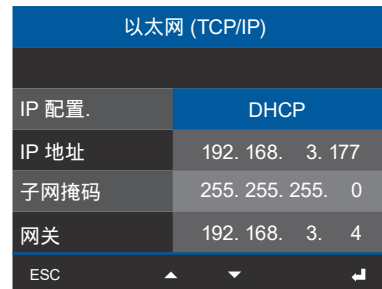 以太网 (TCP/IP)
IP 配置. DHCP
IP 地址 192. 168. 3. 177
子网掩码 255. 255. 255. 0
网关 192. 168. 3. 4
ESC